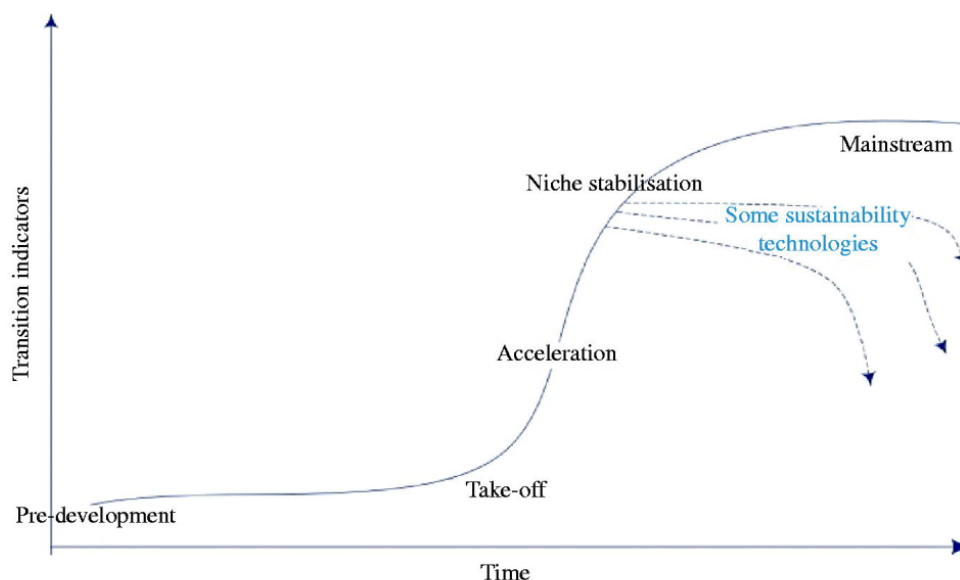 Transition indicators
Mainstream
Niche stabilisation
Some sustainability
technologies
Acceleration
Take-off
Pre-development
Time